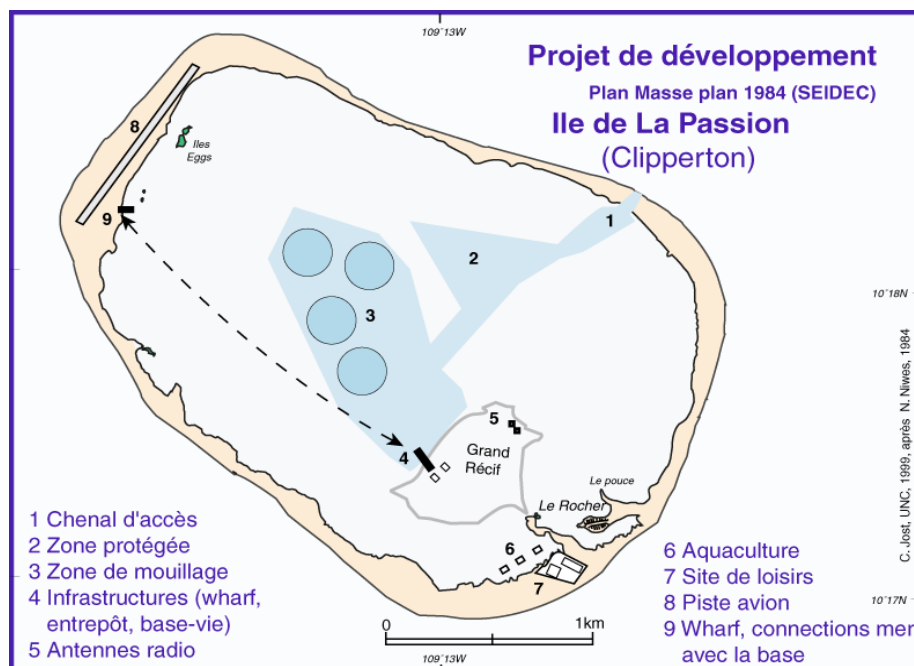 109°13W
Projet de développement
Plan Masse plan 1984 (SEIDEC)
Ile de La Passion
(Clipperton)
8
Iles
Eggs
9
1
2
3
10°18N
C. Jost, UNC, 1999, après N. Niwes, 1984
5
4
Grand
Récif
Le pouce
Le Rocher
6
7
1 Chenal d'accès
2 Zone protégée
3 Zone de mouillage
4 Infrastructures (wharf,
entrepôt, base-vie)
5 Antennes radio
6 Aquaculture
7 Site de loisirs
8 Piste avion
9 Wharf, connections mer
avec la base
10°17N
0
1km
109°13W